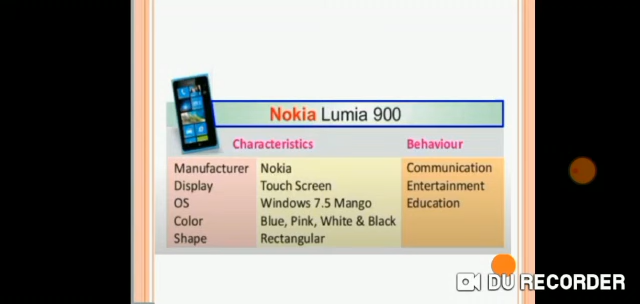 Nokia Lumia 900
Characteristics Behaviour
Manufacturer Nokia Communication
Display Touch Screen Entertainment
OS Windows 7.5 Mango Education
Color Blue, Pink, White & Black
Shape Rectangular
DU RECORDER